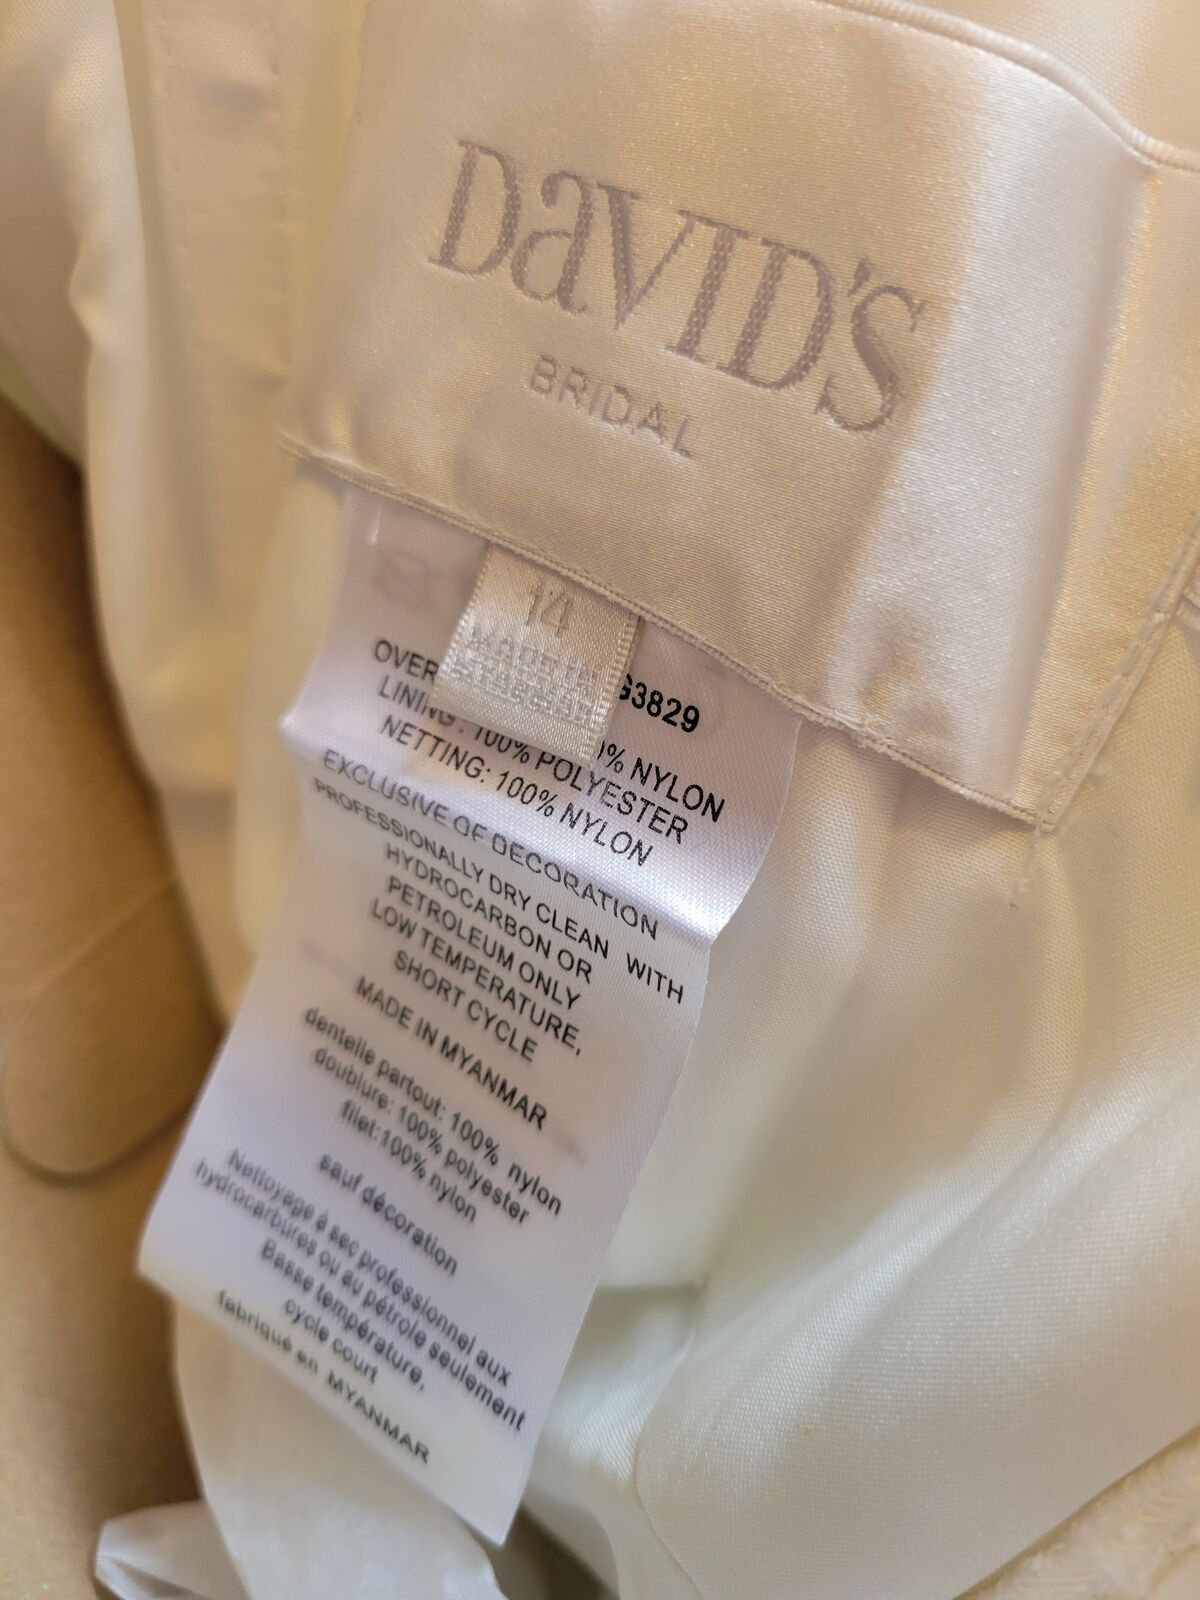 DAVID'S
BRIDAL
14
MADE IN
G3829
OVER 0% NYLON
LINING: 100% POLYESTER
NETTING: 100% NYLON
EXCLUSIVE OF DECORATION
PROFESSIONALLY DRY CLEAN WITH
HYDROCARBON OR
PETROLEUM ONLY
LOW TEMPERATURE,
SHORT CYCLE
MADE IN MYANMAR
dentelle partout: 100% nylon
doublure: 100% polyester
filet:100% nylon
sauf décoration
Nettoyage à sec professionnel aux
hydrocarbures ou au pétrole seulement
Basse température,
cycle court
fabriqué en MYANMAR